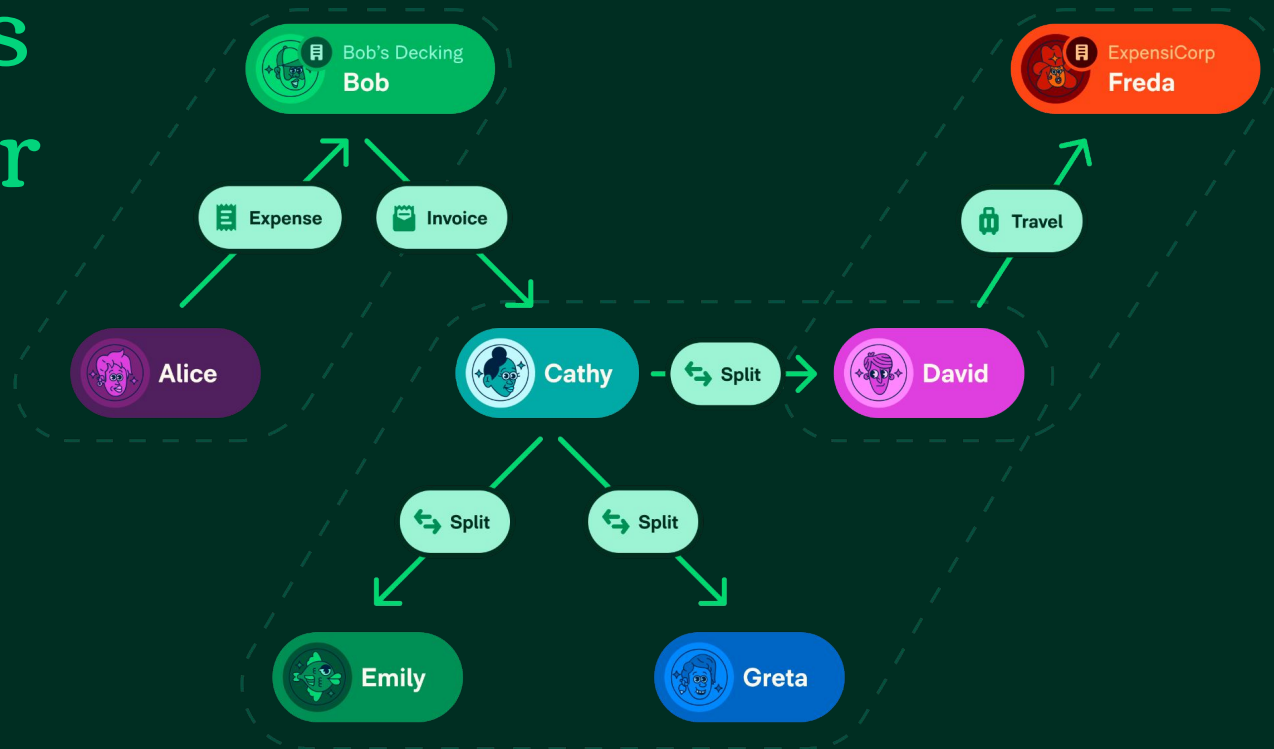 s
r
Bob's Decking
Bob
ExpensiCorp
Freda
Expense
Invoice
Travel
Alice
Cathy
Split
David
Split
Split
Emily
Greta